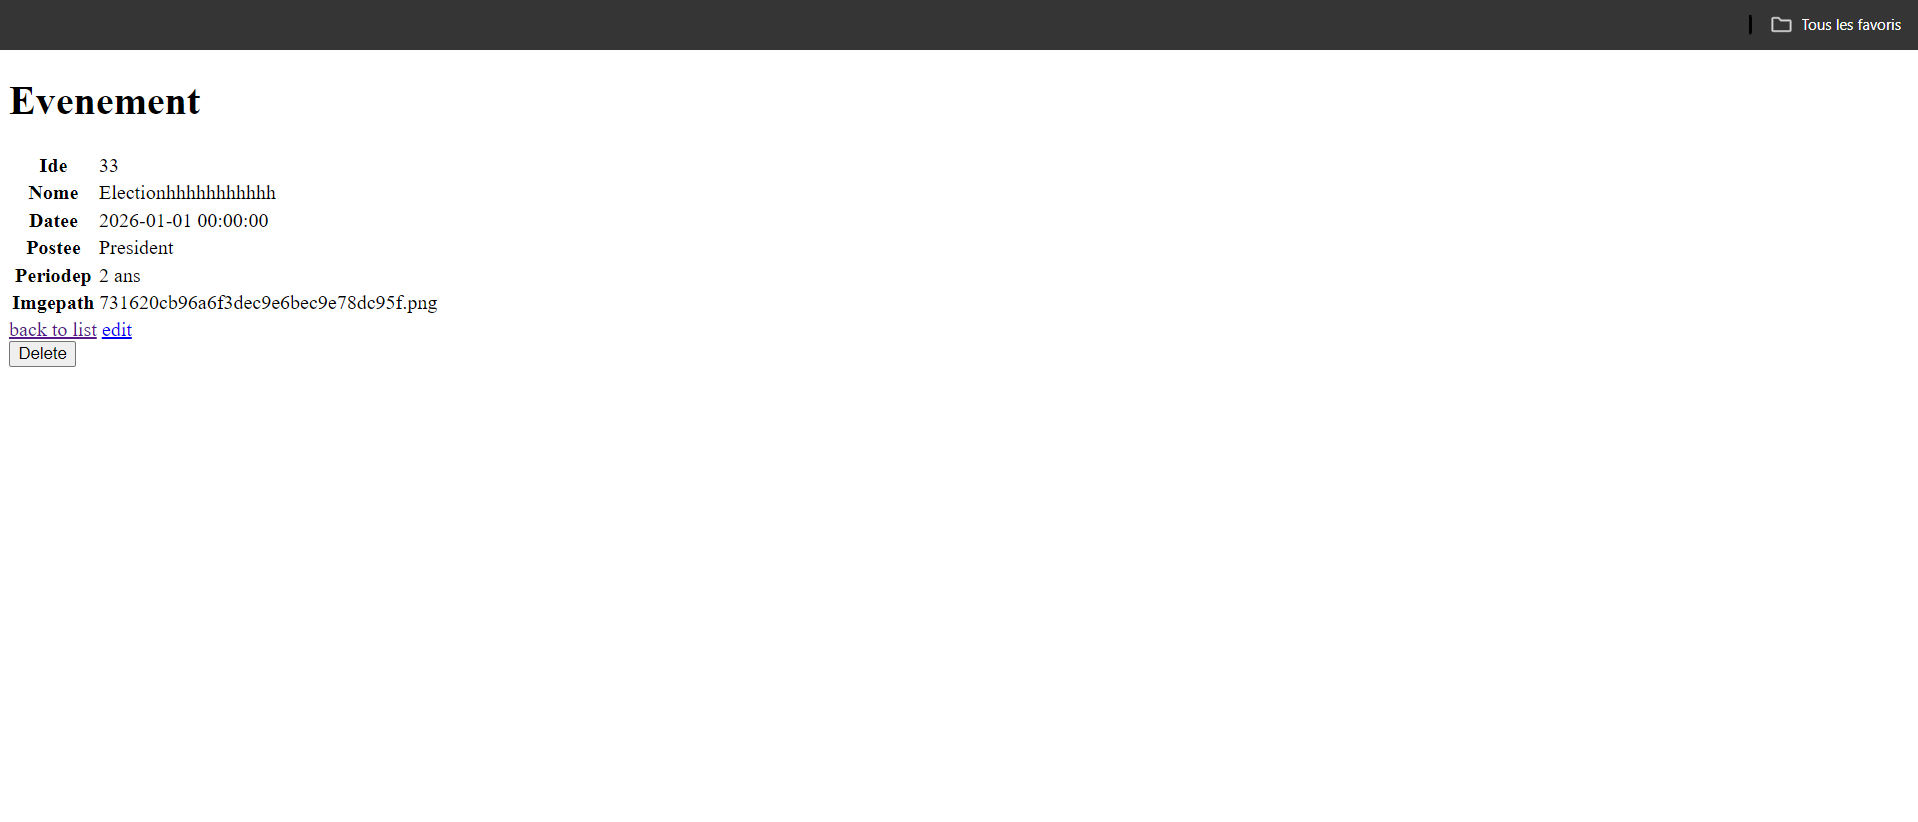 Tous les favoris
Evenement
Ide 33
Nome Electionhhhhhhhhhhh
Datee 2026-01-01 00:00:00
Postee President
Periodep 2 ans
Imgepath 731620cb96a6f3dec9e6bec9e78dc95f.png
back to list edit
Delete